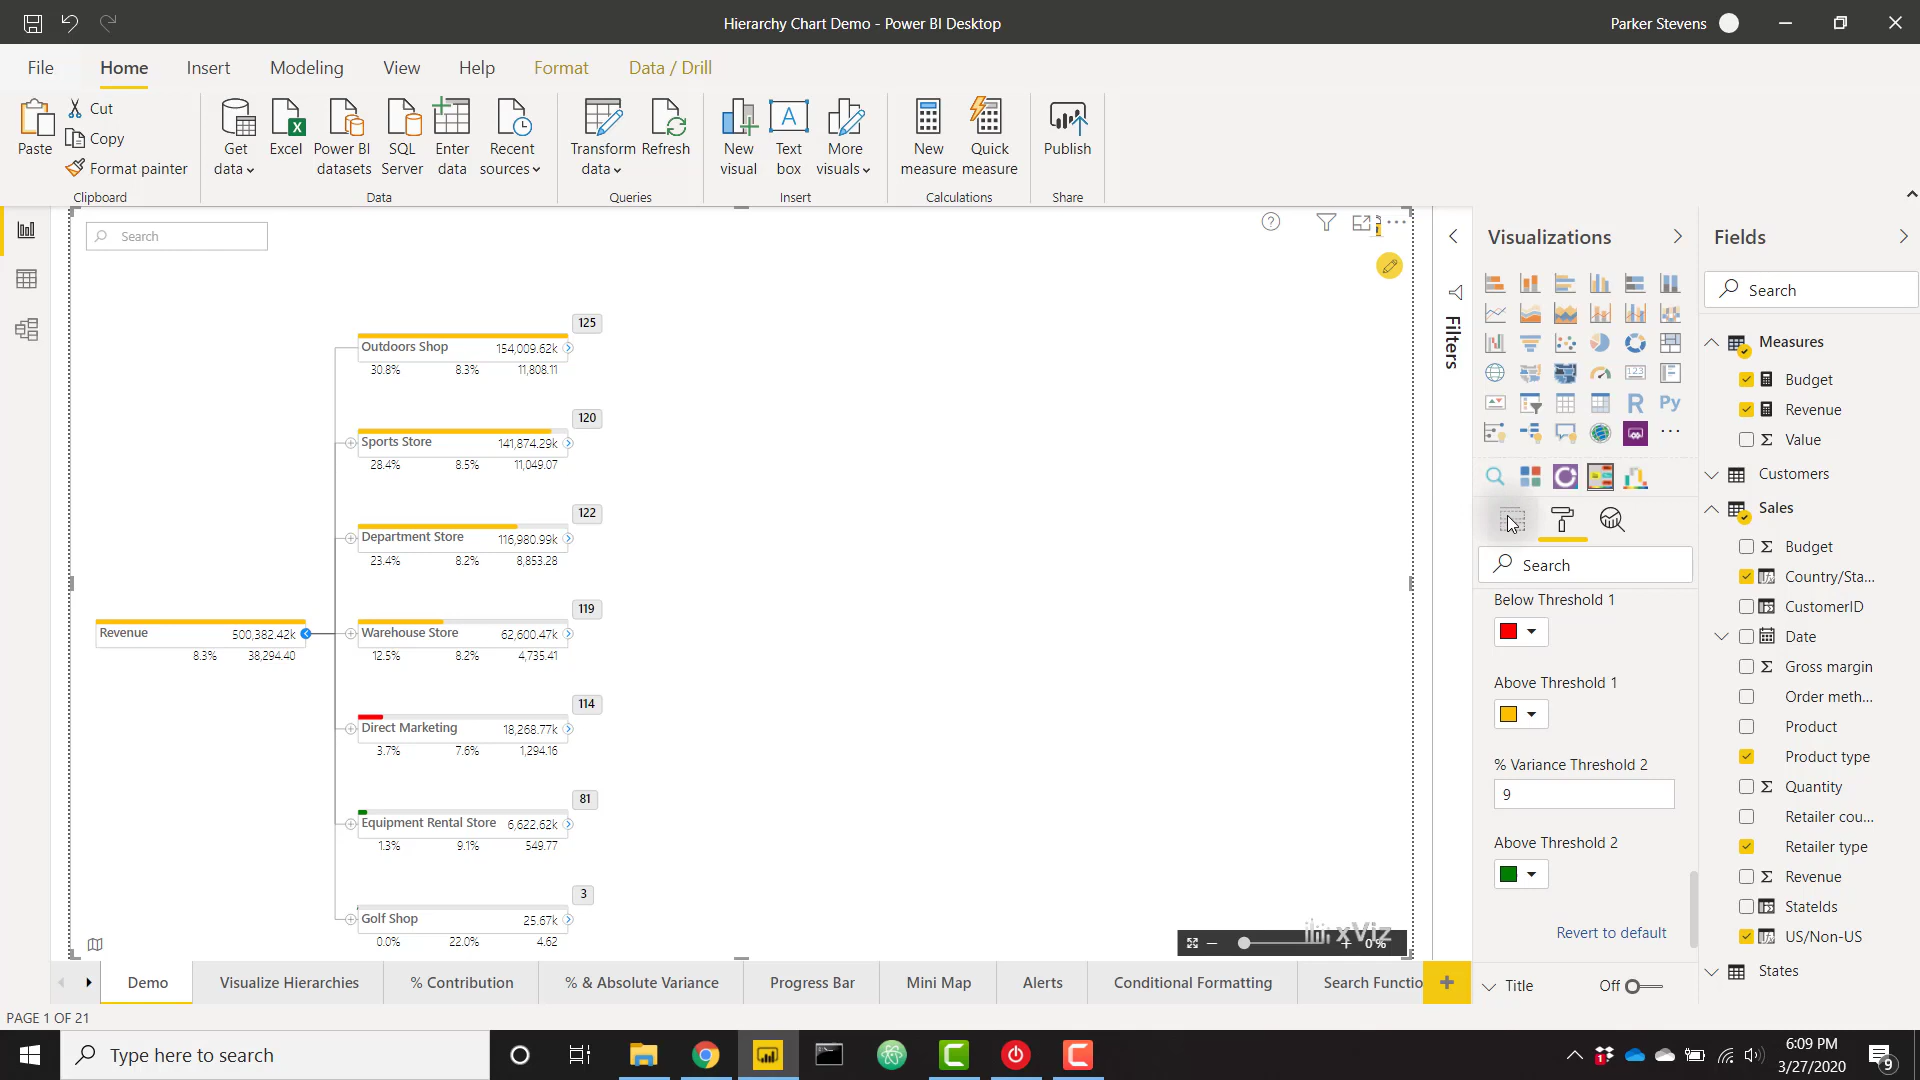 Hierarchy Chart Demo - Power BI Desktop
Parker Stevens
File Home Insert Modeling View Help Format Data / Drill
Paste
Cut
Copy
Format painter
Clipboard
Get data
Excel
Power BI datasets
SQL Server
Enter data
Recent sources
Data
Transform data
Refresh
Queries
New visual
Text box
More visuals
Insert
New measure
Quick measure
Calculations
Publish
Share
Search
125
Outdoors Shop 154,009.62k
30.8% 8.3% 11,808.11
120
Sports Store 141,874.29k
28.4% 8.5% 11,049.07
122
Department Store 116,980.99k
23.4% 8.2% 8,853.28
119
Revenue 500,382.42k
8.3% 38,294.40
Warehouse Store 62,600.47k
12.5% 8.2% 4,735.41
114
Direct Marketing 18,268.77k
3.7% 7.6% 1,294.16
81
Equipment Rental Store 6,622.62k
1.3% 9.1% 549.77
3
Golf Shop 25.67k
0.0% 22.0% 4.62
xViz
0%
Filters
Visualizations
123
R
Py
Search
Below Threshold 1
Above Threshold 1
% Variance Threshold 2
9
Above Threshold 2
Revert to default
Title Off
Fields
Search
Measures
Budget
Revenue
Value
Customers
Sales
Budget
Country/Sta...
CustomerID
Date
Gross margin
Order meth...
Product
Product type
Quantity
Retailer cou...
Retailer type
Revenue
StateIds
US/Non-US
States
Demo Visualize Hierarchies % Contribution % & Absolute Variance Progress Bar Mini Map Alerts Conditional Formatting Search Functio
PAGE 1 OF 21
Type here to search
6:09 PM
3/27/2020
9